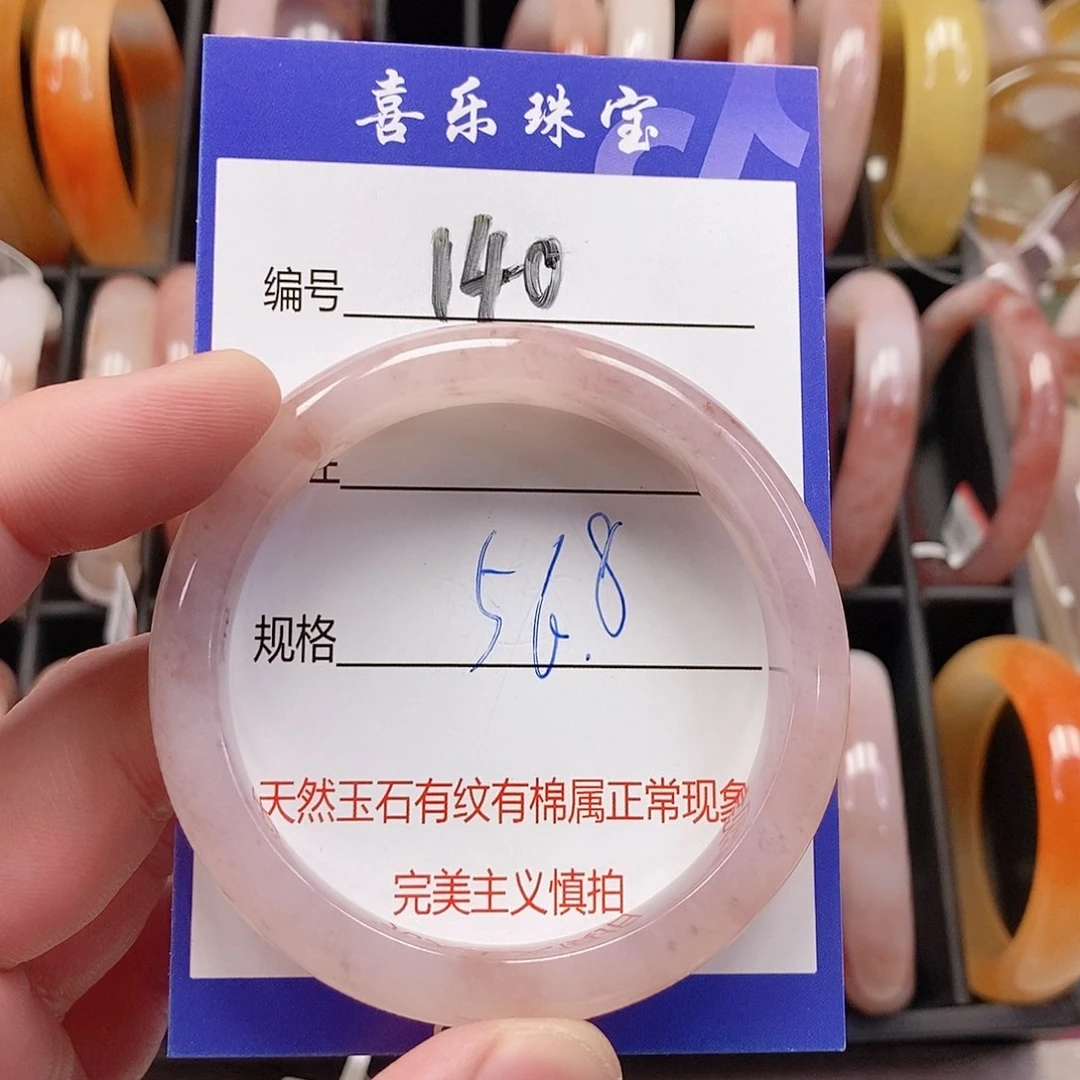 喜乐珠宝
编号 140
规格 56.8
天然玉石有纹有棉属正常现象
完美主义慎拍